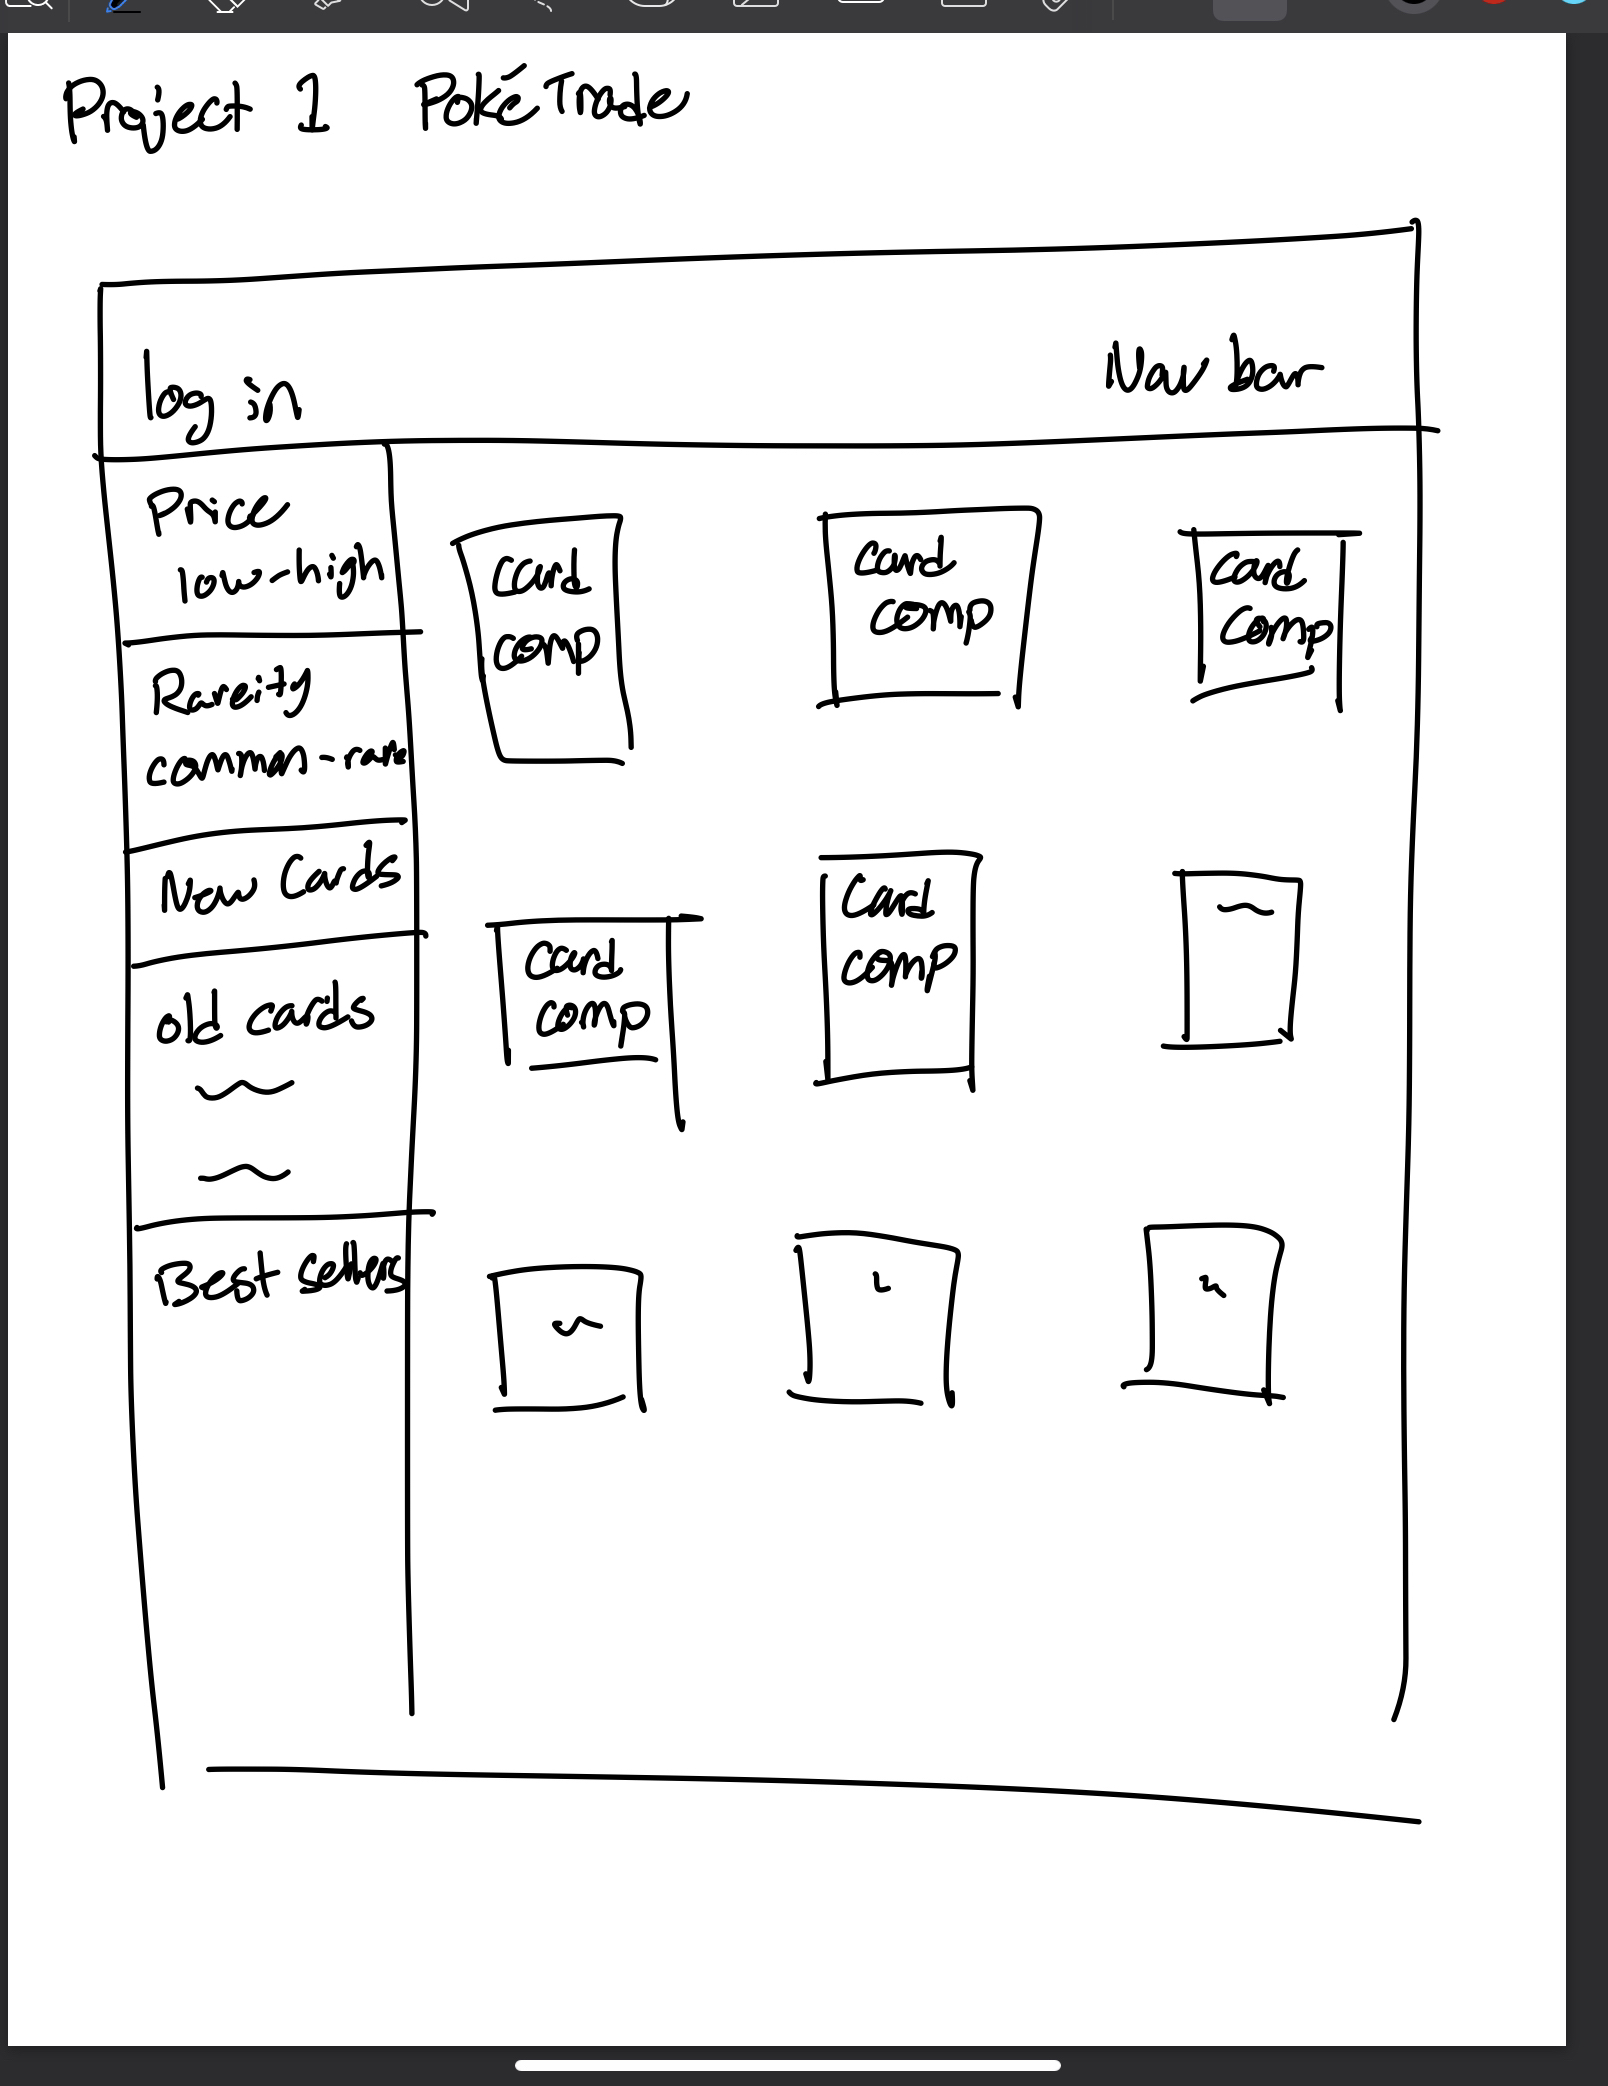 Project 1 PokéTrade
log in Nav bar
Price
low-high
Rareity
common-rare
New Cards
old cards
Best sellers
Card
comp
Card
comp
Card
comp
Card
comp
Card
comp